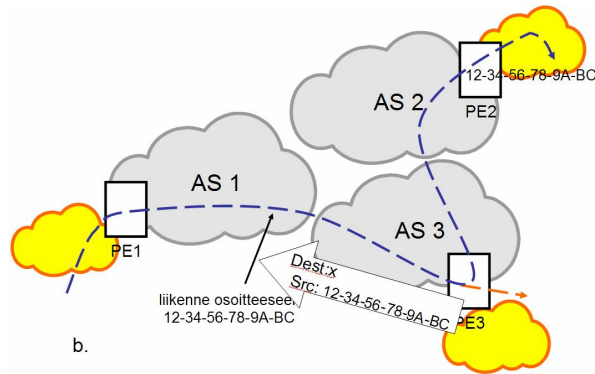 12-34-56-78-9A-BC
AS 2
PE2
AS 1
AS 3
PE1
Dest:x
Src: 12-34-56-78-9A-BC
liikenne osoitteeseen
12-34-56-78-9A-BC
PE3
b.